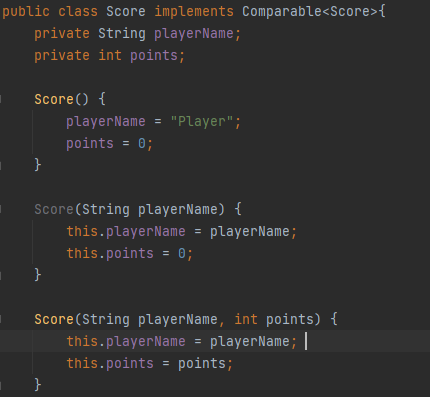 public class Score implements Comparable<Score>{
    private String playerName;
    private int points;

    Score() {
        playerName = "Player";
        points = 0;
    }

    Score(String playerName) {
        this.playerName = playerName;
        this.points = 0;
    }

    Score(String playerName, int points) {
        this.playerName = playerName;
        this.points = points;
    }